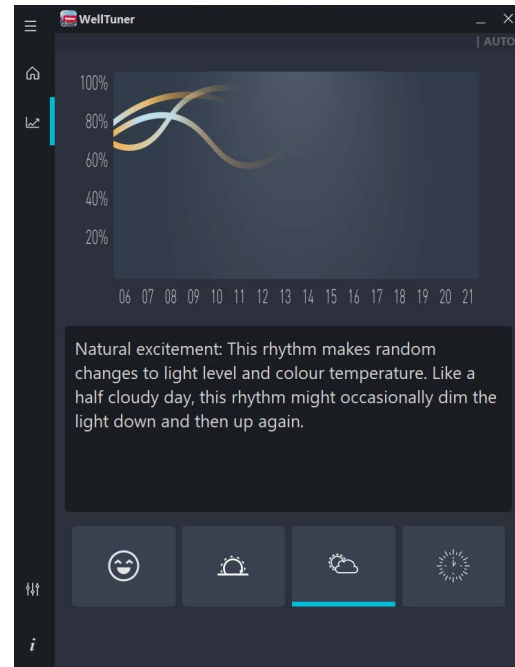 WellTuner
| AUTO
100%
80%
60%
40%
20%
06 07 08 09 10 11 12 13 14 15 16 17 18 19 20 21
Natural excitement: This rhythm makes random
changes to light level and colour temperature. Like a
half cloudy day, this rhythm might occasionally dim the
light down and then up again.
i